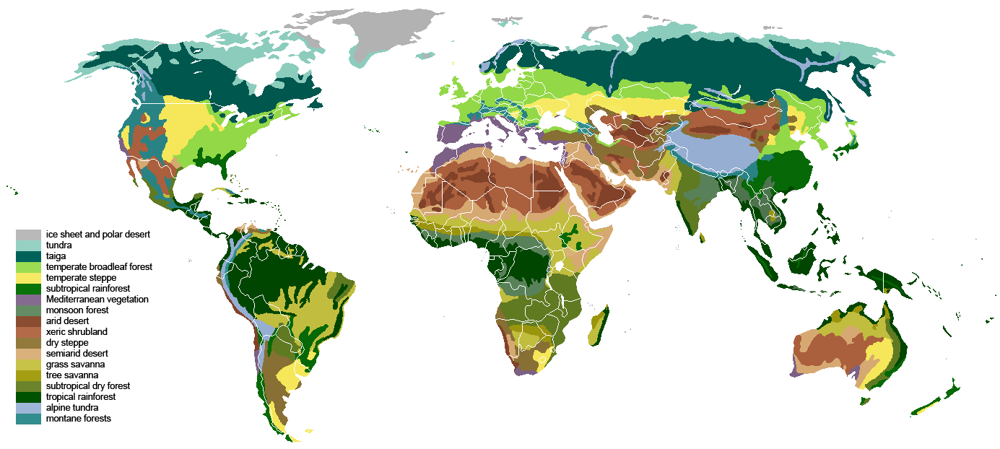 ice sheet and polar desert
tundra
taiga
temperate broadleaf forest
temperate steppe
subtropical rainforest
Mediterranean vegetation
monsoon forest
arid desert
xeric shrubland
dry steppe
semiarid desert
grass savanna
tree savanna
subtropical dry forest
tropical rainforest
alpine tundra
montane forests